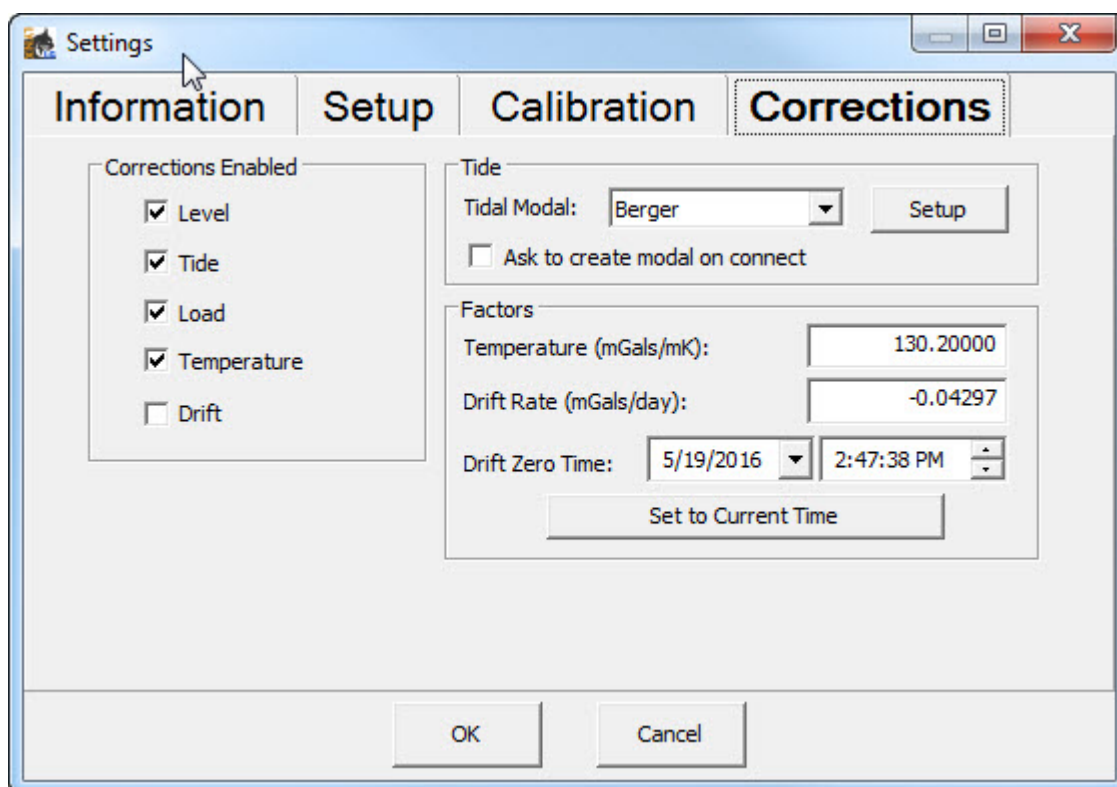 Settings
Information Setup Calibration Corrections
Corrections Enabled
Level
Tide
Load
Temperature
Drift
Tide
Tidal Modal: Berger Setup
Ask to create modal on connect
Factors
Temperature (mGals/mK): 130.20000
Drift Rate (mGals/day): -0.04297
Drift Zero Time: 5/19/2016 2:47:38 PM
Set to Current Time
OK Cancel